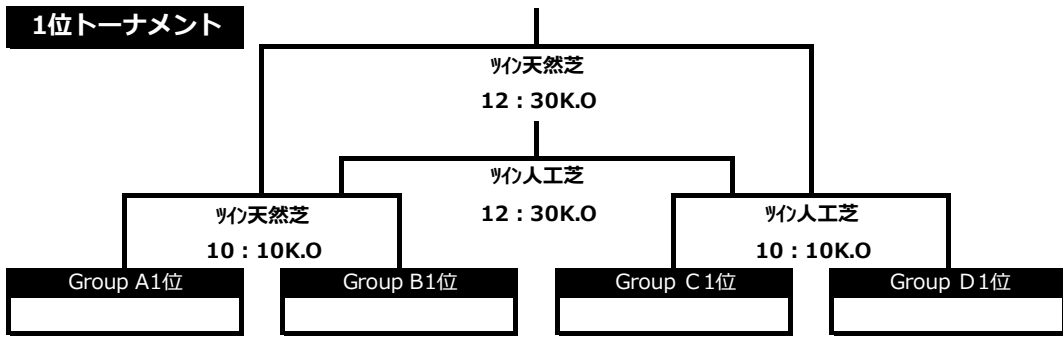 1位トーナメント
ﾂｲﾝ天然芝
12：30K.O
ﾂｲﾝ人工芝
12：30K.O
ﾂｲﾝ天然芝
10：10K.O
ﾂｲﾝ人工芝
10：10K.O
Group A1位
Group B1位
Group Ｃ1位
Group Ｄ1位